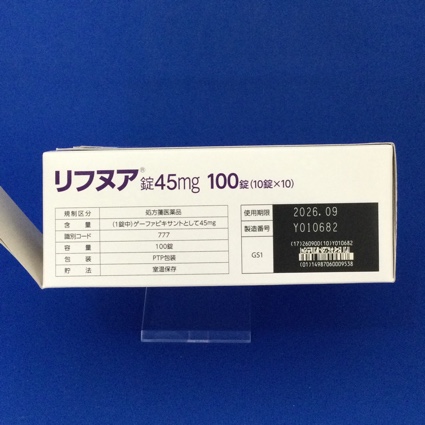 リフヌア®錠45mg 100錠(10錠×10)
規制区分 処方箋医薬品
含量 (1錠中)ゲーファピキサントとして45mg
識別コード 777
容量 100錠
包装 PTP包装
貯法 室温保存
使用期限 2026.09
製造番号 Y010682
GS1
(17)260900(10)Y010682
(01)14987060009538